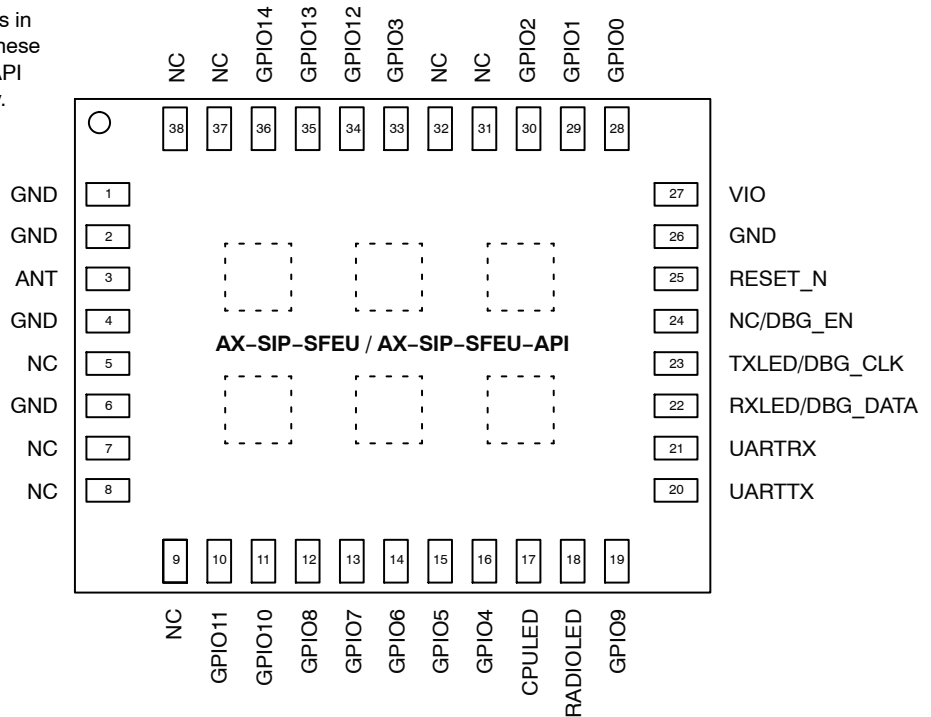 s in
hese
API
.
NC
NC
GPIO14
GPIO13
GPIO12
GPIO3
NC
NC
GPIO2
GPIO1
GPIO0
38
37
36
35
34
33
32
31
30
29
28
GND 1
GND 2
ANT 3
GND 4
NC 5
GND 6
NC 7
NC 8
27 VIO
26 GND
25 RESET_N
24 NC/DBG_EN
23 TXLED/DBG_CLK
22 RXLED/DBG_DATA
21 UARTRX
20 UARTTX
AX−SIP−SFEU / AX−SIP−SFEU−API
9
10
11
12
13
14
15
16
17
18
19
NC
GPIO11
GPIO10
GPIO8
GPIO7
GPIO6
GPIO5
GPIO4
CPULED
RADIOLED
GPIO9